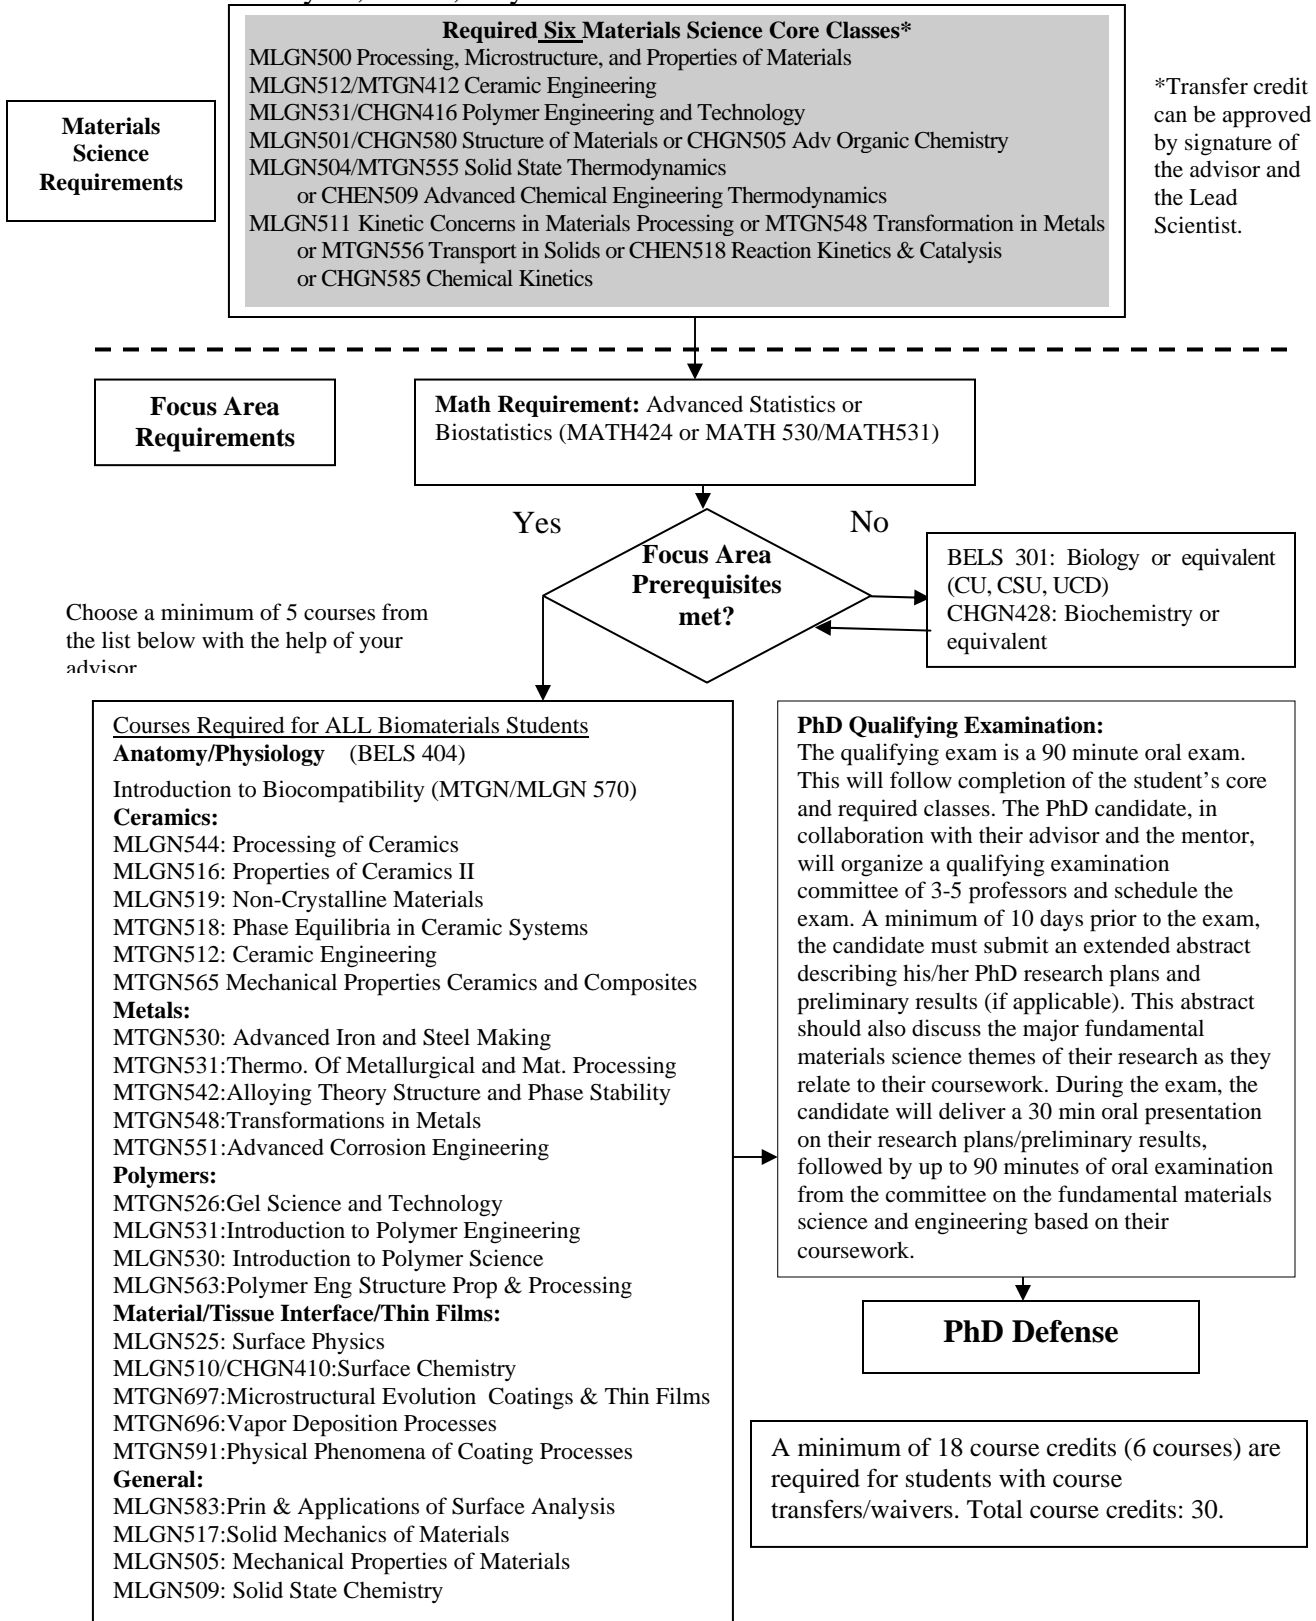 Required Six Materials Science Core Classes*
MLGN500 Processing, Microstructure, and Properties of Materials
MLGN512/MTGN412 Ceramic Engineering
MLGN531/CHGN416 Polymer Engineering and Technology
MLGN501/CHGN580 Structure of Materials or CHGN505 Adv Organic Chemistry
MLGN504/MTGN555 Solid State Thermodynamics
or CHEN509 Advanced Chemical Engineering Thermodynamics
MLGN511 Kinetic Concerns in Materials Processing or MTGN548 Transformation in Metals
or MTGN556 Transport in Solids or CHEN518 Reaction Kinetics & Catalysis
or CHGN585 Chemical Kinetics
Materials
Science
Requirements
*Transfer credit
can be approved
by signature of
the advisor and
the Lead
Scientist.
Focus Area
Requirements
Math Requirement: Advanced Statistics or
Biostatistics (MATH424 or MATH 530/MATH531)
Yes
No
Focus Area
Prerequisites
met?
BELS 301: Biology or equivalent
(CU, CSU, UCD)
CHGN428: Biochemistry or
equivalent
Choose a minimum of 5 courses from
the list below with the help of your
advisor
Courses Required for ALL Biomaterials Students
Anatomy/Physiology (BELS 404)
Introduction to Biocompatibility (MTGN/MLGN 570)
Ceramics:
MLGN544: Processing of Ceramics
MLGN516: Properties of Ceramics II
MLGN519: Non-Crystalline Materials
MTGN518: Phase Equilibria in Ceramic Systems
MTGN512: Ceramic Engineering
MTGN565 Mechanical Properties Ceramics and Composites
Metals:
MTGN530: Advanced Iron and Steel Making
MTGN531:Thermo. Of Metallurgical and Mat. Processing
MTGN542:Alloying Theory Structure and Phase Stability
MTGN548:Transformations in Metals
MTGN551:Advanced Corrosion Engineering
Polymers:
MTGN526:Gel Science and Technology
MLGN531:Introduction to Polymer Engineering
MLGN530: Introduction to Polymer Science
MLGN563:Polymer Eng Structure Prop & Processing
Material/Tissue Interface/Thin Films:
MLGN525: Surface Physics
MLGN510/CHGN410:Surface Chemistry
MTGN697:Microstructural Evolution Coatings & Thin Films
MTGN696:Vapor Deposition Processes
MTGN591:Physical Phenomena of Coating Processes
General:
MLGN583:Prin & Applications of Surface Analysis
MLGN517:Solid Mechanics of Materials
MLGN505: Mechanical Properties of Materials
MLGN509: Solid State Chemistry
PhD Qualifying Examination:
The qualifying exam is a 90 minute oral exam.
This will follow completion of the student's core
and required classes. The PhD candidate, in
collaboration with their advisor and the mentor,
will organize a qualifying examination
committee of 3-5 professors and schedule the
exam. A minimum of 10 days prior to the exam,
the candidate must submit an extended abstract
describing his/her PhD research plans and
preliminary results (if applicable). This abstract
should also discuss the major fundamental
materials science themes of their research as they
relate to their coursework. During the exam, the
candidate will deliver a 30 min oral presentation
on their research plans/preliminary results,
followed by up to 90 minutes of oral examination
from the committee on the fundamental materials
science and engineering based on their
coursework.
PhD Defense
A minimum of 18 course credits (6 courses) are
required for students with course
transfers/waivers. Total course credits: 30.